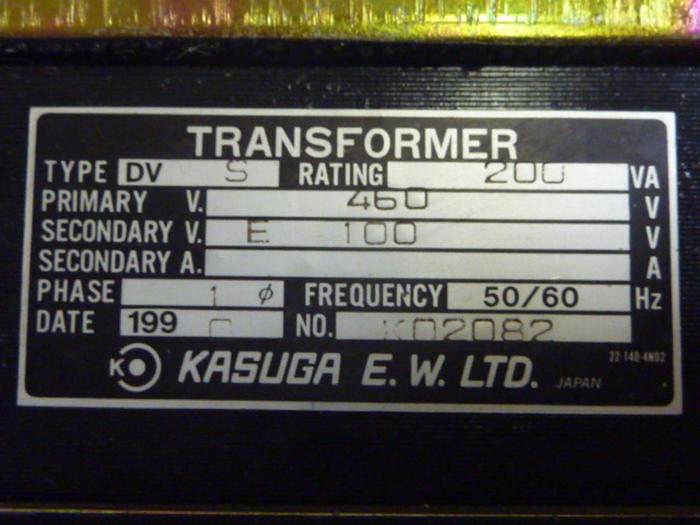 TRANSFORMER
TYPE DV S RATING 200 VA
PRIMARY V. 460 V
SECONDARY V. E 100 V
SECONDARY A. A
PHASE 1 ø FREQUENCY 50/60 Hz
DATE 199 NO. K02082
22-140-4N02
K KASUGA E. W. LTD. JAPAN